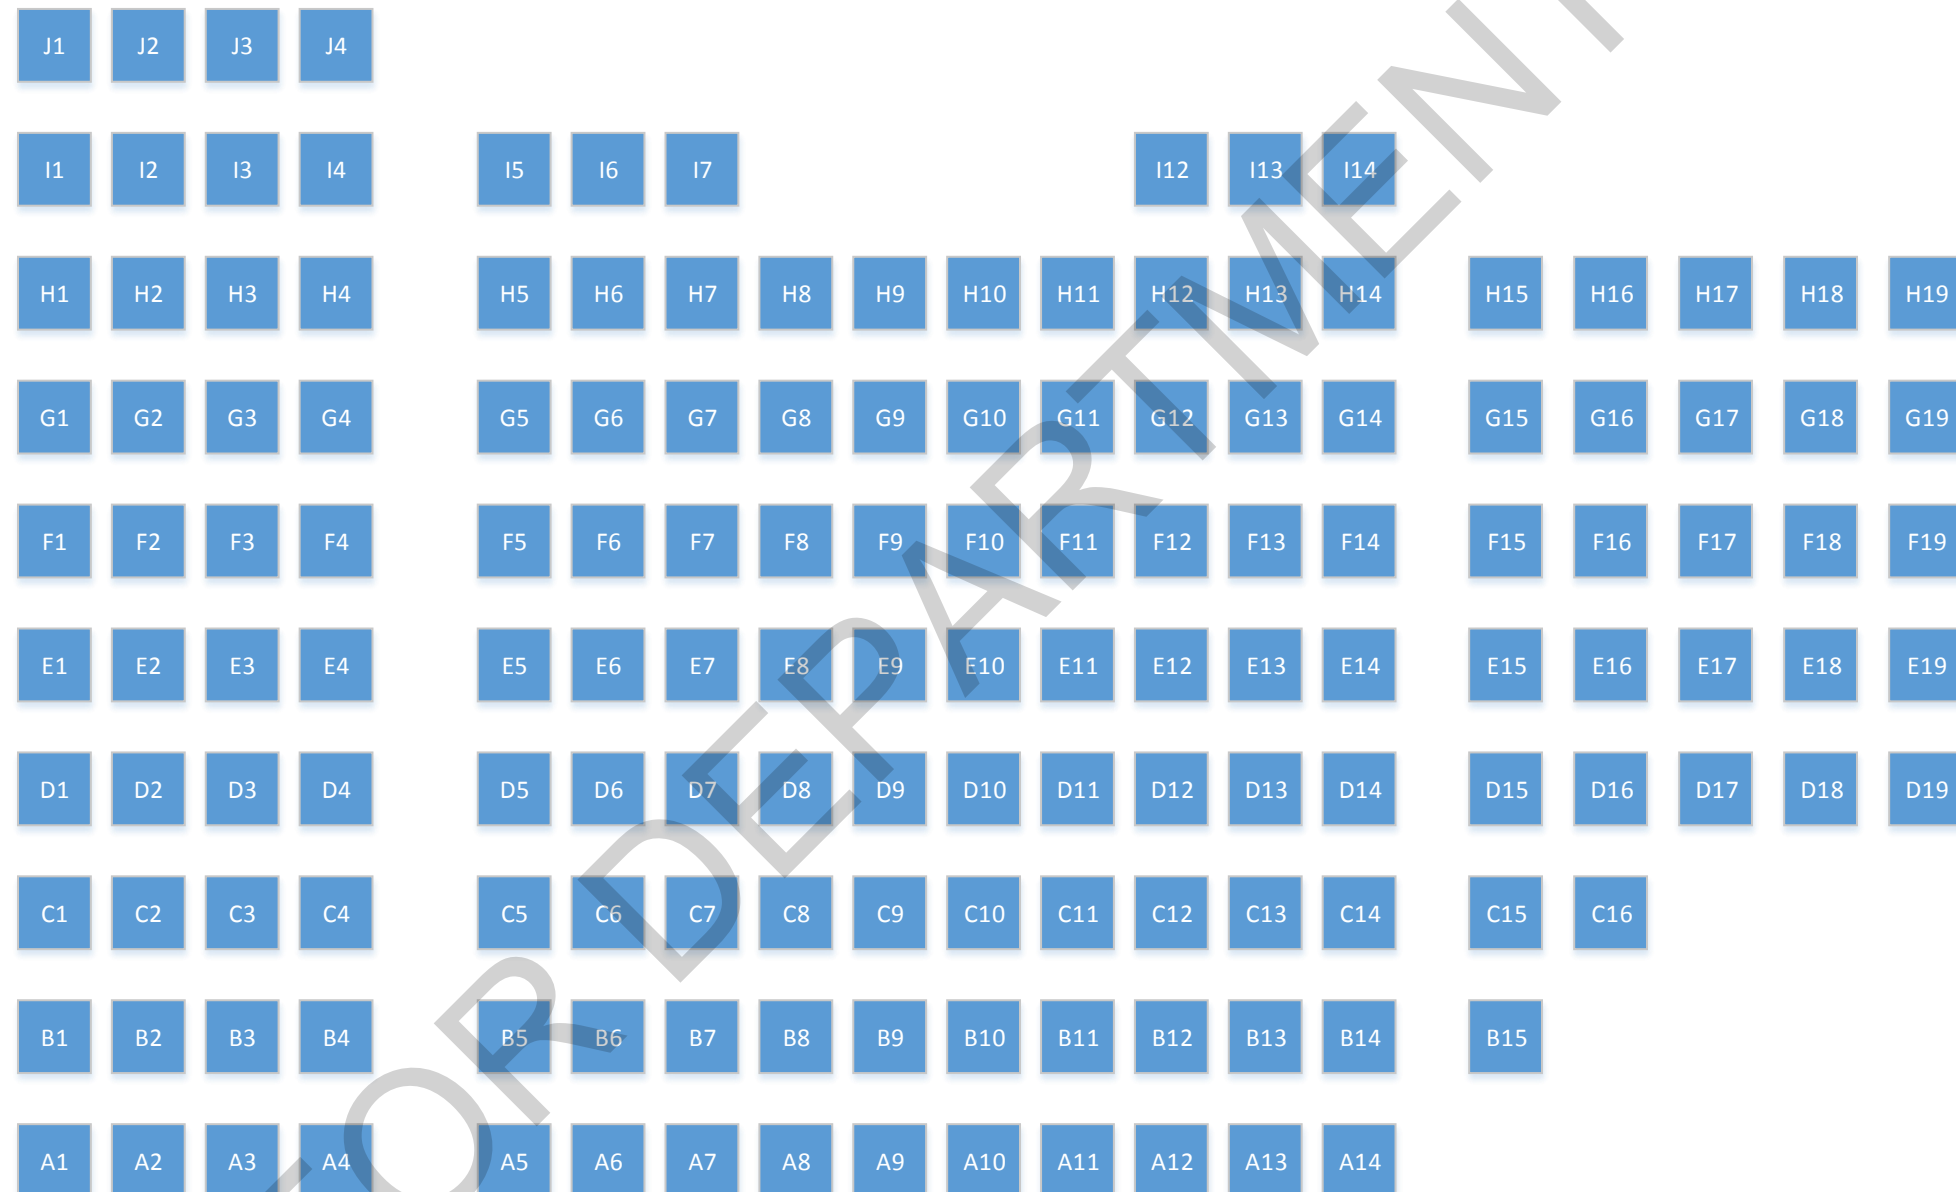 J1 J2 J3 J4
I1 I2 I3 I4 I5 I6 I7 I12 I13 I14
H1 H2 H3 H4 H5 H6 H7 H8 H9 H10 H11 H12 H13 H14 H15 H16 H17 H18 H19
G1 G2 G3 G4 G5 G6 G7 G8 G9 G10 G11 G12 G13 G14 G15 G16 G17 G18 G19
F1 F2 F3 F4 F5 F6 F7 F8 F9 F10 F11 F12 F13 F14 F15 F16 F17 F18 F19
E1 E2 E3 E4 E5 E6 E7 E8 E9 E10 E11 E12 E13 E14 E15 E16 E17 E18 E19
D1 D2 D3 D4 D5 D6 D7 D8 D9 D10 D11 D12 D13 D14 D15 D16 D17 D18 D19
C1 C2 C3 C4 C5 C6 C7 C8 C9 C10 C11 C12 C13 C14 C15 C16
B1 B2 B3 B4 B5 B6 B7 B8 B9 B10 B11 B12 B13 B14 B15
A1 A2 A3 A4 A5 A6 A7 A8 A9 A10 A11 A12 A13 A14
FOR DEPARTMENT